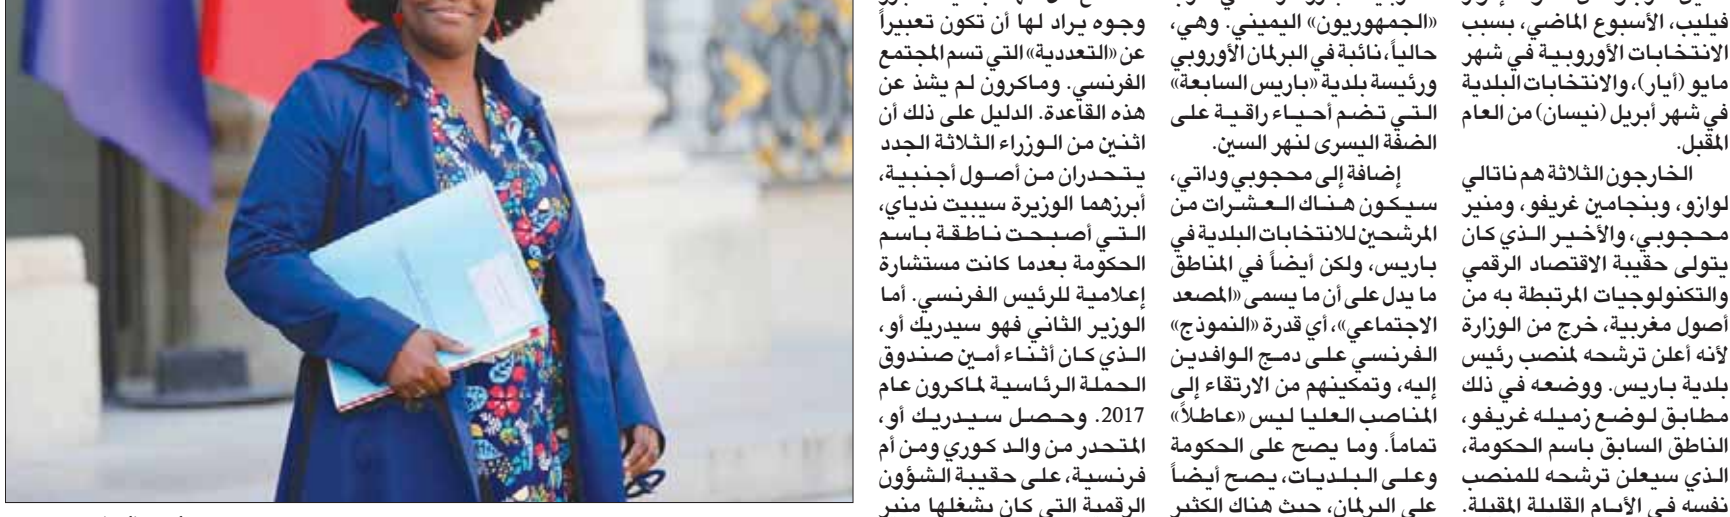 فيليب، الأسبوع الماضي، بسبب
الانتخابات الأوروبية في شهر
مايو (أيار)، والانتخابات البلدية
في شهر أبريل (نيسان) من العام
المقبل.
الخارجون الثلاثة هم ناتالي
لوازو، وبنجامين غريفو، ومنير
محجوبي، والأخير الذي كان
يتولى حقيبة الاقتصاد الرقمي
والتكنولوجيات المرتبطة به من
أصول مغربية، خرج من الوزارة
لأنه أعلن ترشحه لمنصب رئيس
بلدية باريس. ووضعه في ذلك
مطابق لوضع زميله غريفو،
الناطق السابق باسم الحكومة،
الذي سيعلن ترشحه للمنصب
نفسه في الأيام القليلة المقبلة.
«الجمهوريون» اليميني. وهي،
حالياً، نائبة في البرلمان الأوروبي
ورئيسة بلدية «باريس السابعة»
التي تضم أحياء راقية على
الضفة اليسرى لنهر السين.
إضافة إلى محجوبي وداتي،
سيكون هناك العشرات من
المرشحين للانتخابات البلدية في
باريس، ولكن أيضاً في المناطق
ما يدل على أن ما يسمى «المصعد
الاجتماعي»، أي قدرة «النموذج»
الفرنسي على دمج الوافدين
إليه، وتمكينهم من الارتقاء إلى
المناصب العليا ليس «عاطلاً»
تماماً. وما يصح على الحكومة
وعلى البلديات، يصح أيضاً
على البرلمان، حيث هناك الكثير
وجوه يراد لها أن تكون تعبيراً
عن «التعددية» التي تسم المجتمع
الفرنسي. وماكرون لم يشذ عن
هذه القاعدة. الدليل على ذلك أن
اثنين من الوزراء الثلاثة الجدد
يتحدران من أصول أجنبية،
أبرزهما الوزيرة سيبيت ندياي،
التي أصبحت ناطقة باسم
الحكومة بعدما كانت مستشارة
إعلامية للرئيس الفرنسي. أما
الوزير الثاني فهو سيدريك أو،
الذي كان أثناء أمين صندوق
الحملة الرئاسية لماكرون عام
2017. وحصل سيدريك أو،
المتحدر من والد كوري ومن أم
فرنسية، على حقيبة الشؤون
الرقمية التي كان يشغلها منير